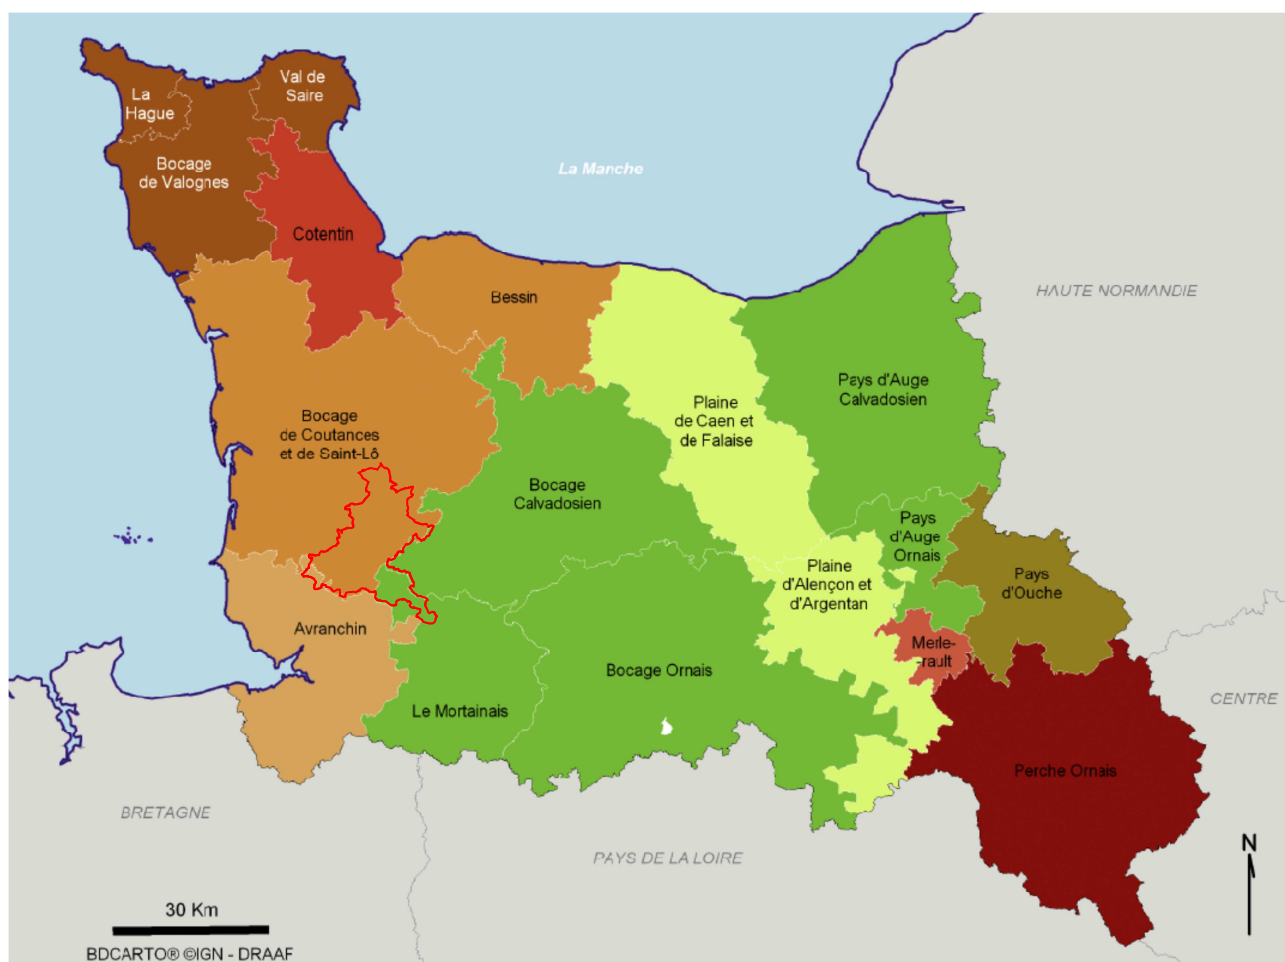 Val de
Saire
La
Hague
Bocage
de Valognes
La Manche
Cotentin
Bessin
HAUTE NORMANDIE
Pays d'Auge
Calvadosien
Plaine
de Caen et
de Falaise
Bocage
de Coutances
et de Saint-Lô
Bocage
Calvadosien
Pays
d'Auge
Ornais
Plaine
d'Alençon et
d'Argentan
Pays
d'Ouche
Avranchin
Merle-
-rault
Bocage Ornais
CENTRE
Le Mortainais
Perche Ornais
BRETAGNE
PAYS DE LA LOIRE
N
30 Km
BDCARTO® ©IGN - DRAAF